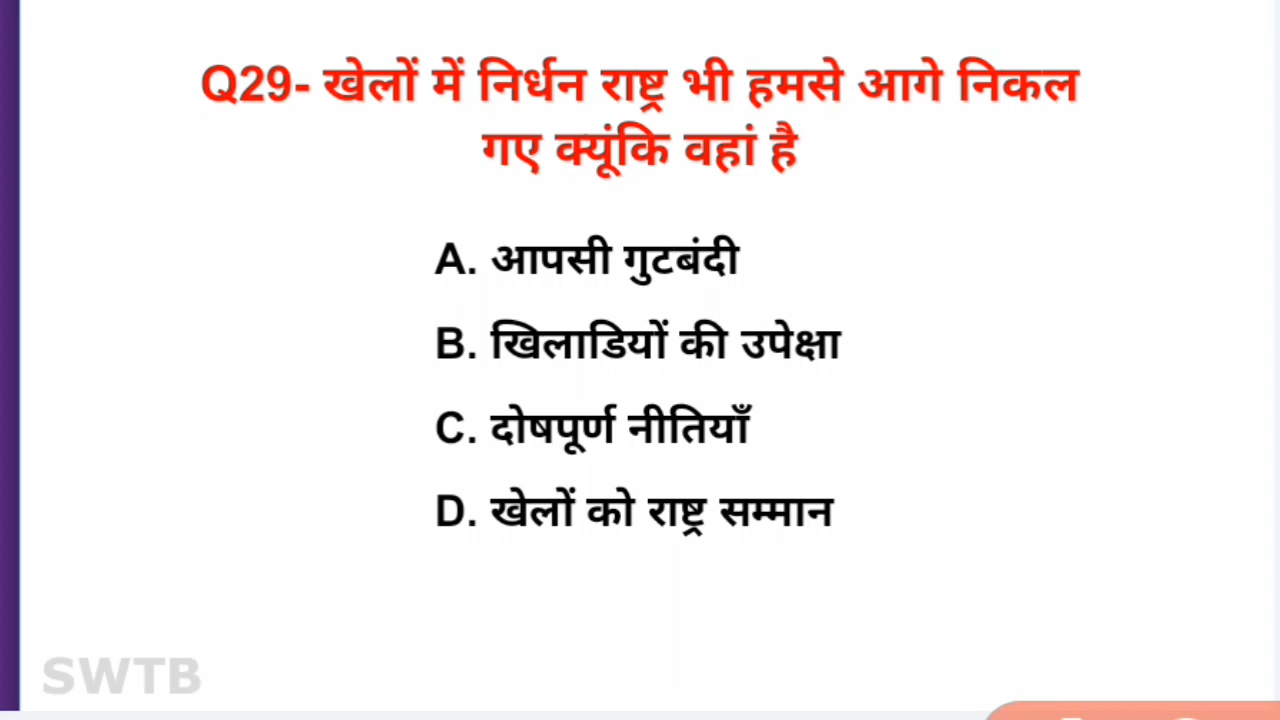 Q29- खेलों में निर्धन राष्ट्र भी हमसे आगे निकल
गए क्यूंकि वहां है
A. आपसी गुटबंदी
B. खिलाडियों की उपेक्षा
C. दोषपूर्ण नीतियाँ
D. खेलों को राष्ट्र सम्मान
SWTB